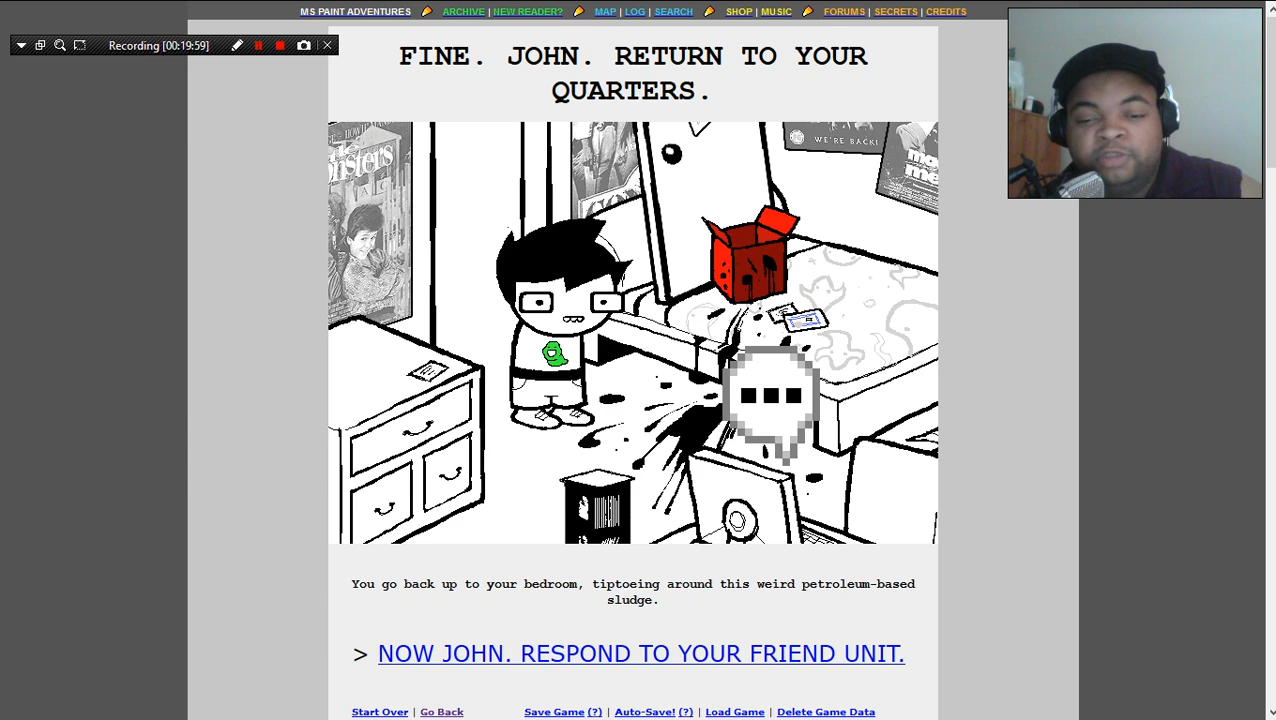 MS PAINT ADVENTURES ARCHIVE | NEW READER? MAP | LOG | SEARCH SHOP | MUSIC FORUMS | SECRETS | CREDITS
Recording [00:19:59]
FINE. JOHN. RETURN TO YOUR
QUARTERS.
WE'RE BACK!
You go back up to your bedroom, tiptoeing around this weird petroleum-based
sludge.
> NOW JOHN. RESPOND TO YOUR FRIEND UNIT.
Start Over | Go Back Save Game (?) | Auto-Save! (?) | Load Game | Delete Game Data